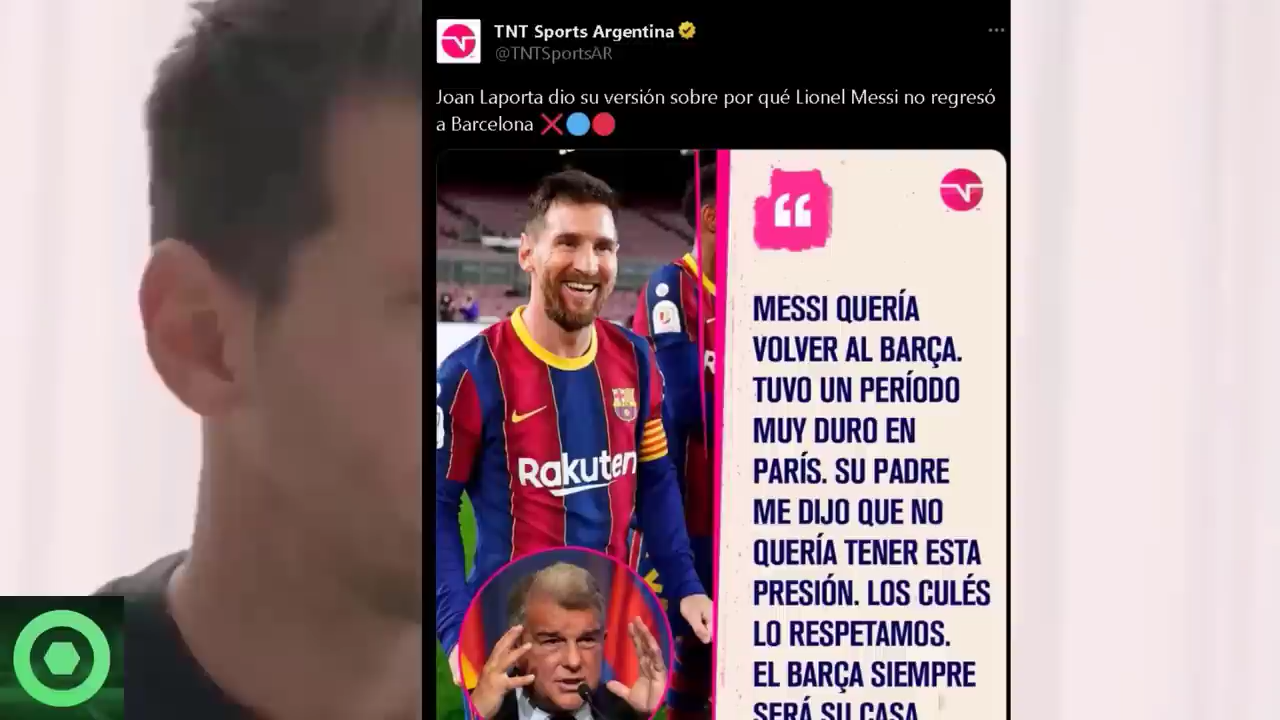 TNT Sports Argentina
@TNTSportsAR
Joan Laporta dio su versión sobre por qué Lionel Messi no regresó
a Barcelona
Rakuten
MESSI QUERÍA
VOLVER AL BARÇA.
TUVO UN PERÍODO
MUY DURO EN
PARÍS. SU PADRE
ME DIJO QUE NO
QUERÍA TENER ESTA
PRESIÓN. LOS CULÉS
LO RESPETAMOS.
EL BARÇA SIEMPRE
SERÁ SU CASA